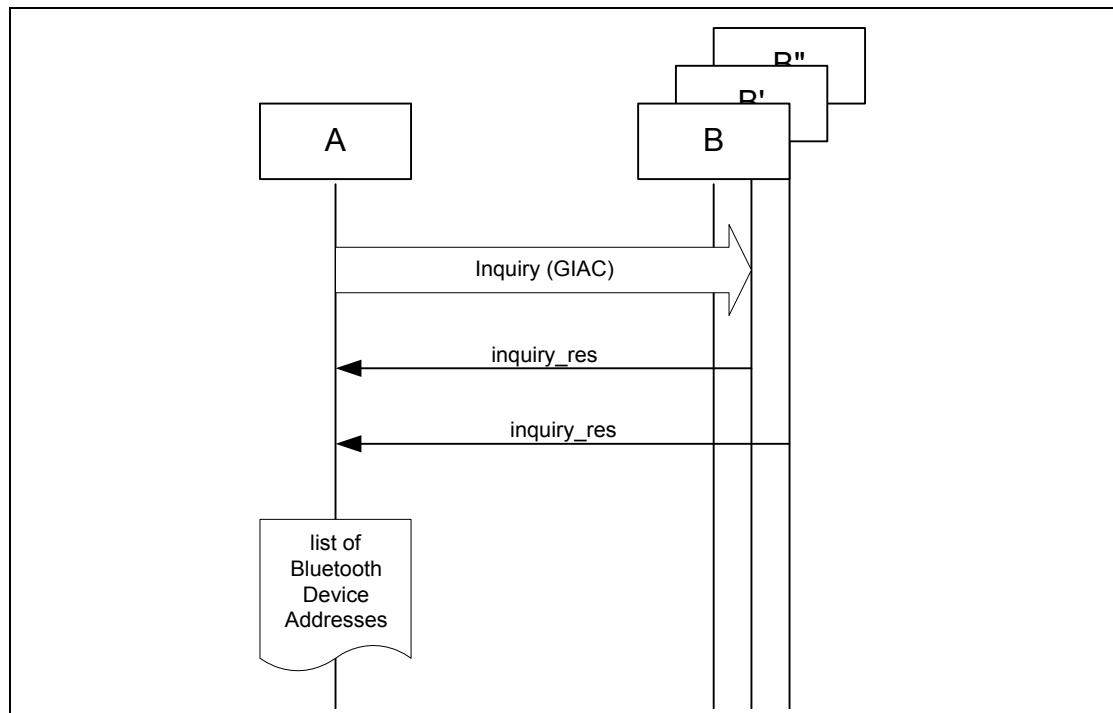 B"
B'
A
B
Inquiry (GIAC)
inquiry_res
inquiry_res
list of
Bluetooth
Device
Addresses